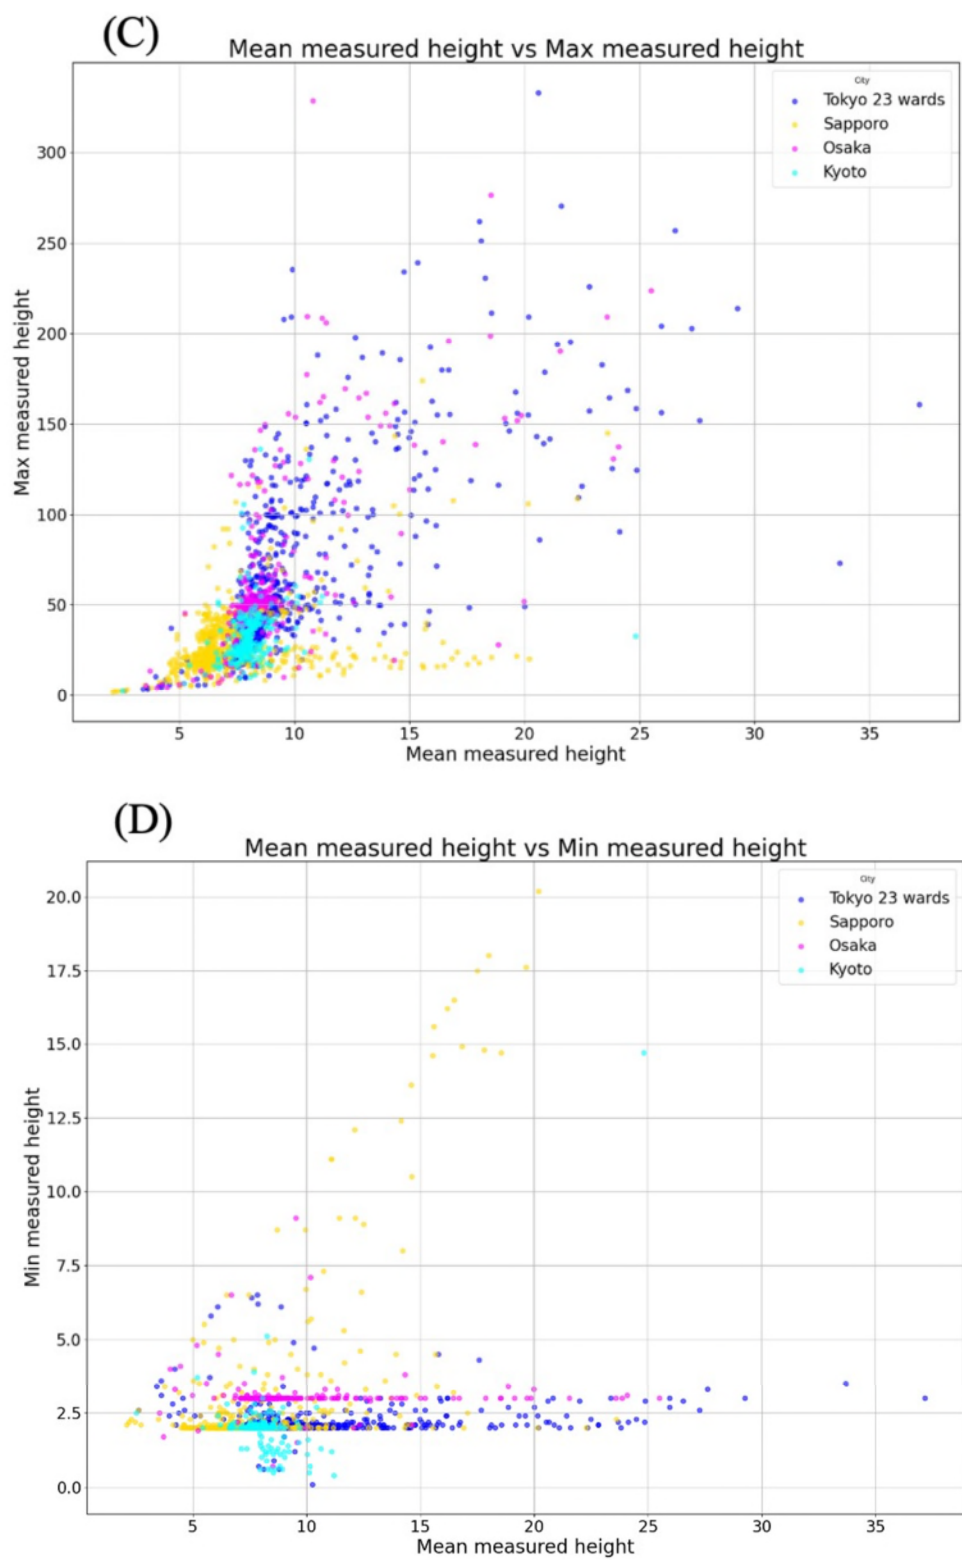 (C)
Mean measured height vs Max measured height
City
Tokyo 23 wards
Sapporo
Osaka
Kyoto
Max measured height
300
250
200
150
100
50
0
5 10 15 20 25 30 35
Mean measured height
(D)
Mean measured height vs Min measured height
City
Tokyo 23 wards
Sapporo
Osaka
Kyoto
Min measured height
20.0
17.5
15.0
12.5
10.0
7.5
5.0
2.5
0.0
5 10 15 20 25 30 35
Mean measured height